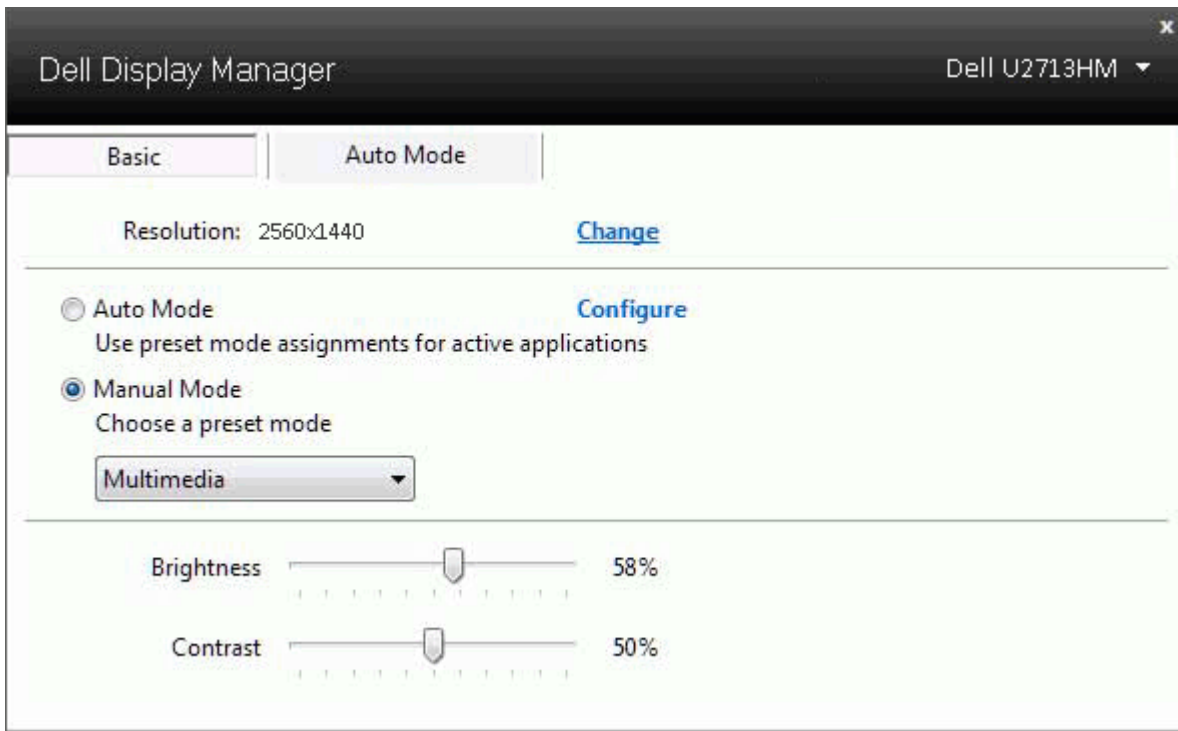 x
Dell Display Manager Dell U2713HM
Basic Auto Mode
Resolution: 2560x1440 Change
Auto Mode Configure
Use preset mode assignments for active applications
Manual Mode
Choose a preset mode
Multimedia
Brightness 58%
Contrast 50%